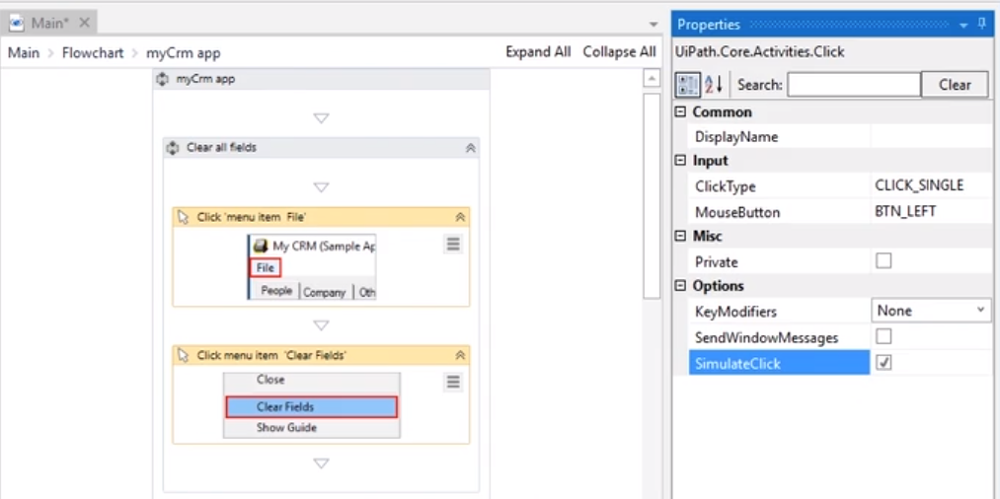 Main*
Main > Flowchart > myCrm app
Expand All Collapse All
myCrm app
Clear all fields
Click 'menu item File'
My CRM (Sample Ap
File
People Company Oth
Click menu item 'Clear Fields'
Close
Clear Fields
Show Guide
Properties
UiPath.Core.Activities.Click
Search: Clear
Common
DisplayName
Input
ClickType CLICK_SINGLE
MouseButton BTN_LEFT
Misc
Private
Options
KeyModifiers None
SendWindowMessages
SimulateClick